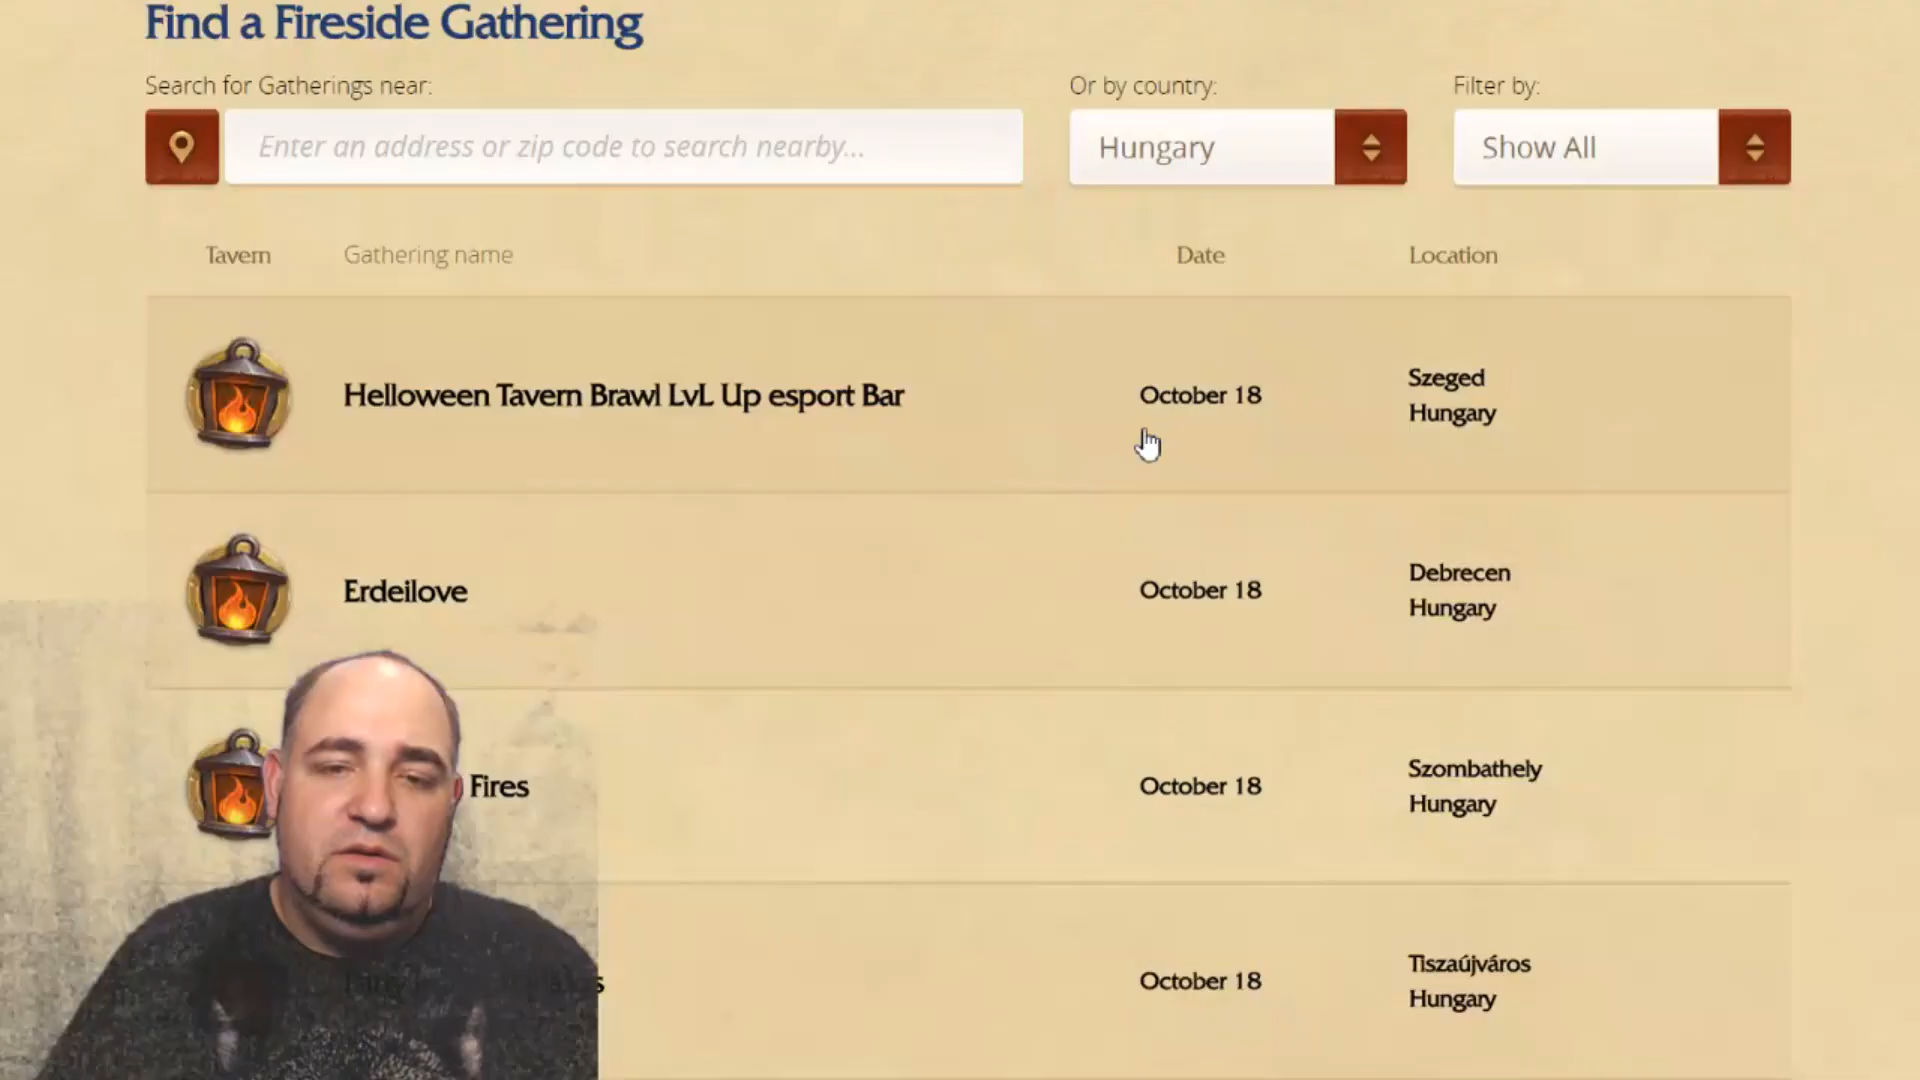 Find a Fireside Gathering
Search for Gatherings near:
Or by country:
Filter by:
Enter an address or zip code to search nearby...
Hungary
Show All
Tavern
Gathering name
Date
Location
Helloween Tavern Brawl LvL Up esport Bar
October 18
Szeged
Hungary
Erdeilove
October 18
Debrecen
Hungary
Fires
October 18
Szombathely
Hungary
October 18
Tiszaújváros
Hungary